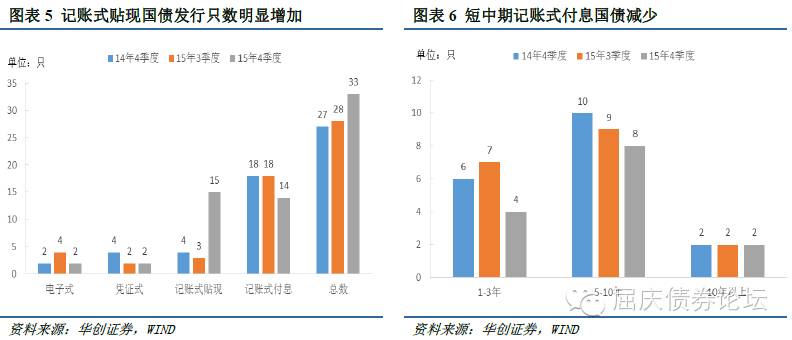 图表 5 记账式贴现国债发行只数明显增加
单位：只
14年4季度 15年3季度 15年4季度
35
30
25
20
15
10
5
0
2 4 2
4 2 2
4 3 15
18 18 14
27 28 33
电子式 凭证式 记账式贴现 记账式付息 总数
资料来源：华创证券，WIND
图表 6 短中期记账式付息国债减少
单位：只
14年4季度 15年3季度 15年4季度
12
10
8
6
4
2
0
6 7 4
10 9 8
2 2 2
1-3年 5-10年 10年以上
屈庆债券论坛
资料来源：华创证券，WIND